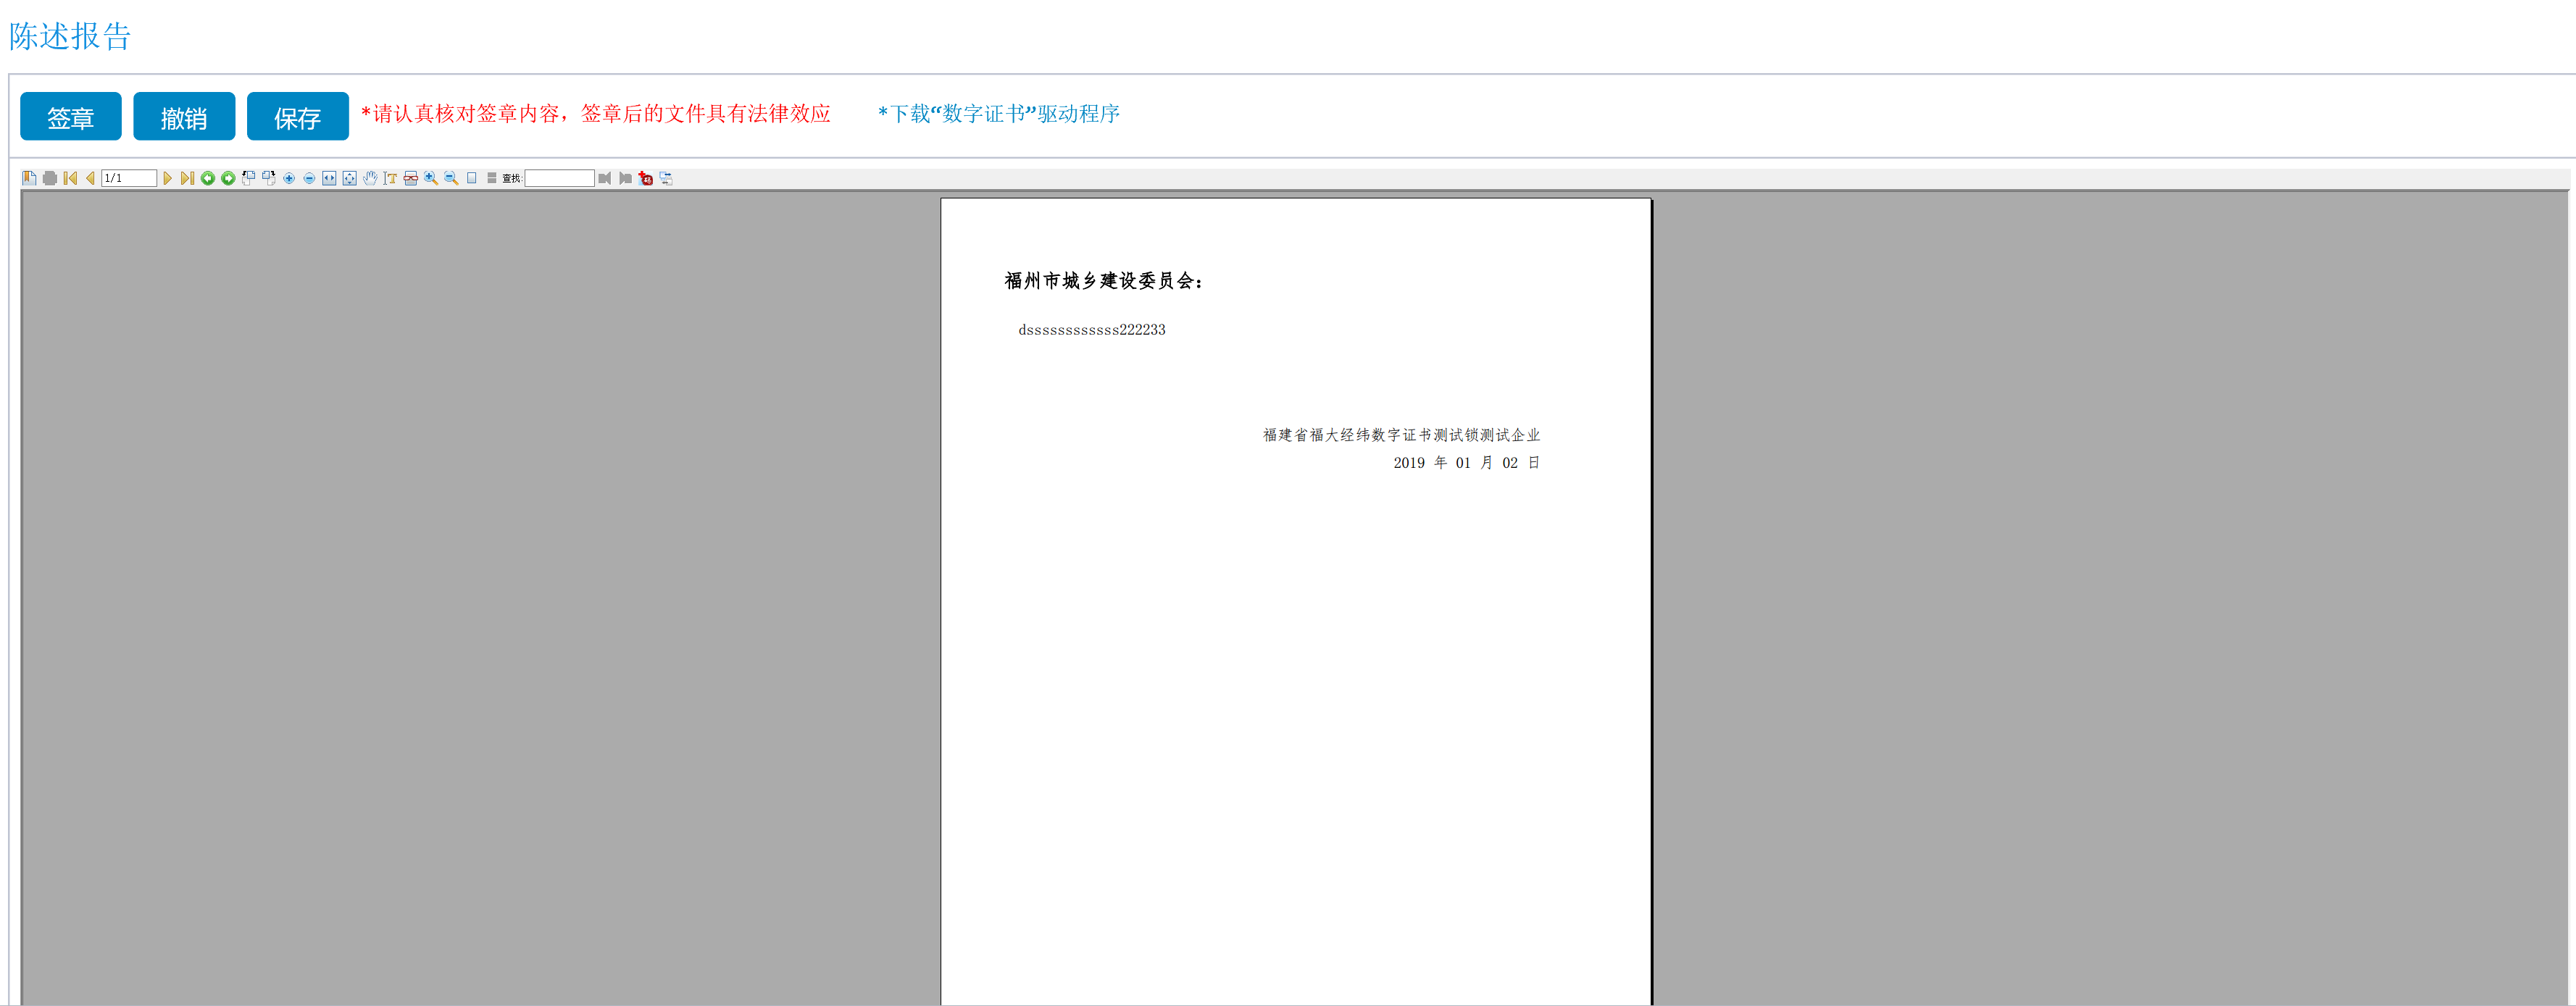 陈述报告
签章 撤销 保存 *请认真核对签章内容，签章后的文件具有法律效应 *下载“数字证书”驱动程序
1/1 查找:
福州市城乡建设委员会：
dssssssssssss222233
福建省福大经纬数字证书测试锁测试企业
2019 年 01 月 02 日